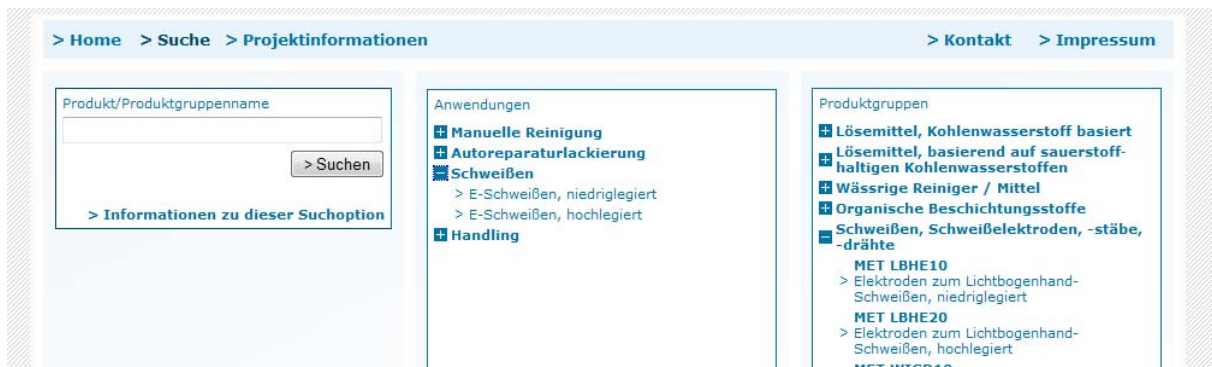 > Home > Suche > Projektinformationen > Kontakt > Impressum
Produkt/Produktgruppenname
> Suchen
> Informationen zu dieser Suchoption
Anwendungen
Manuelle Reinigung
Autoreparaturlackierung
Schweißen
> E-Schweißen, niedriglegiert
> E-Schweißen, hochlegiert
Handling
Produktgruppen
Lösemittel, Kohlenwasserstoff basiert
Lösemittel, basierend auf sauerstoff-
haltigen Kohlenwasserstoffen
Wässrige Reiniger / Mittel
Organische Beschichtungsstoffe
Schweißen, Schweißelektroden, -stäbe,
-drähte
MET LBHE10
> Elektroden zum Lichtbogenhand-
Schweißen, niedriglegiert
MET LBHE20
> Elektroden zum Lichtbogenhand-
Schweißen, hochlegiert